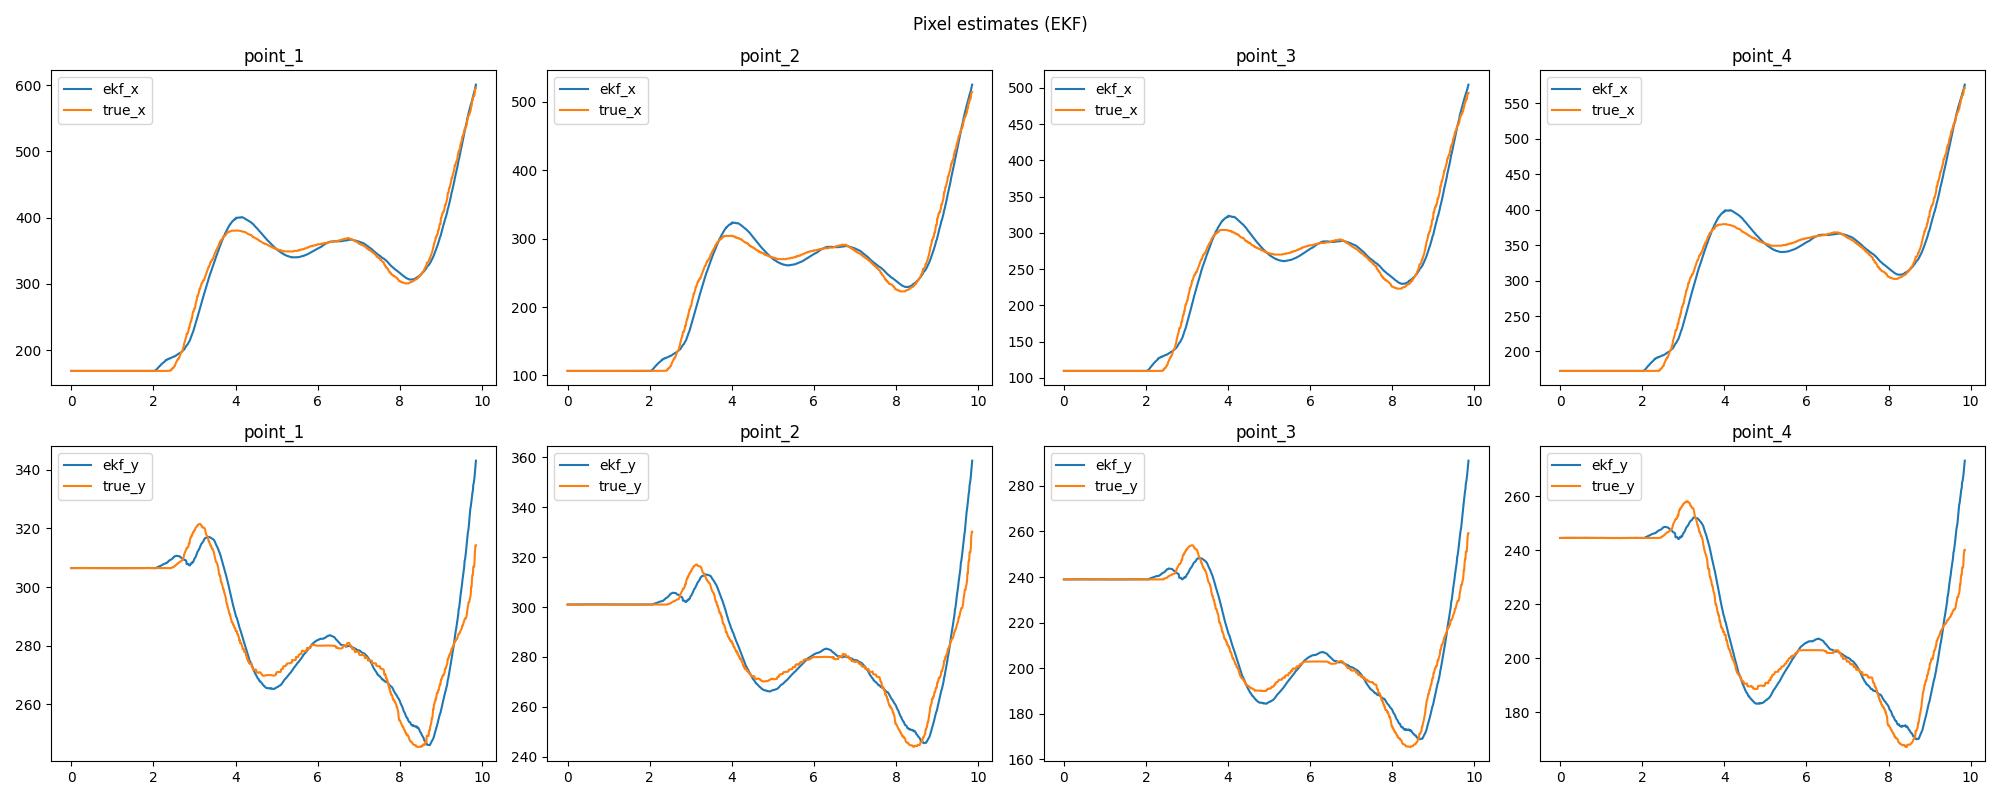 Pixel estimates (EKF)
point_1 point_2 point_3 point_4
ekf_x
true_x
ekf_x
true_x
ekf_x
true_x
ekf_x
true_x
600
500
400
300
200
0 2 4 6 8 10
500
400
300
200
100
0 2 4 6 8 10
500
450
400
350
300
250
200
150
100
0 2 4 6 8 10
550
500
450
400
350
300
250
200
0 2 4 6 8 10
point_1 point_2 point_3 point_4
ekf_y
true_y
ekf_y
true_y
ekf_y
true_y
ekf_y
true_y
340
320
300
280
260
0 2 4 6 8 10
360
340
320
300
280
260
240
0 2 4 6 8 10
280
260
240
220
200
180
160
0 2 4 6 8 10
260
240
220
200
180
0 2 4 6 8 10